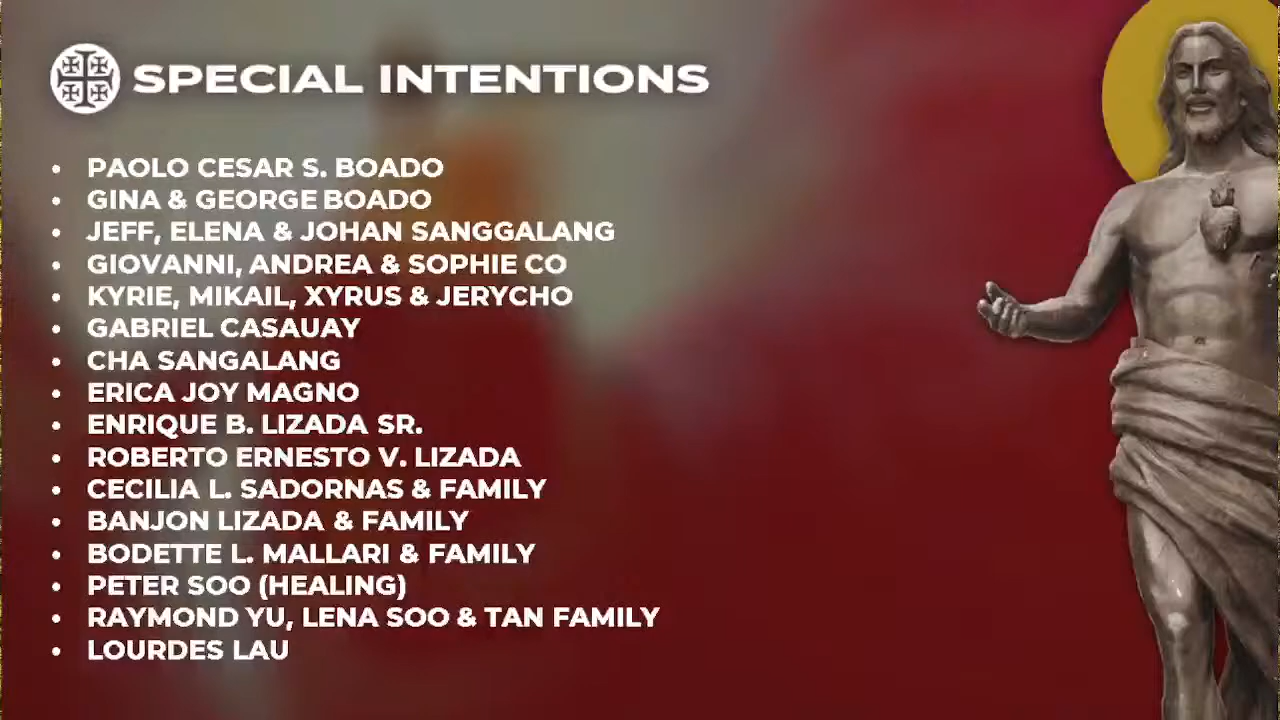 SPECIAL INTENTIONS
• PAOLO CESAR S. BOADO
• GINA & GEORGE BOADO
• JEFF, ELENA & JOHAN SANGGALANG
• GIOVANNI, ANDREA & SOPHIE CO
• KYRIE, MIKAIL, XYRUS & JERYCHO
• GABRIEL CASAUAY
• CHA SANGALANG
• ERICA JOY MAGNO
• ENRIQUE B. LIZADA SR.
• ROBERTO ERNESTO V. LIZADA
• CECILIA L. SADORNAS & FAMILY
• BANJON LIZADA & FAMILY
• BODETTE L. MALLARI & FAMILY
• PETER SOO (HEALING)
• RAYMOND YU, LENA SOO & TAN FAMILY
• LOURDES LAU